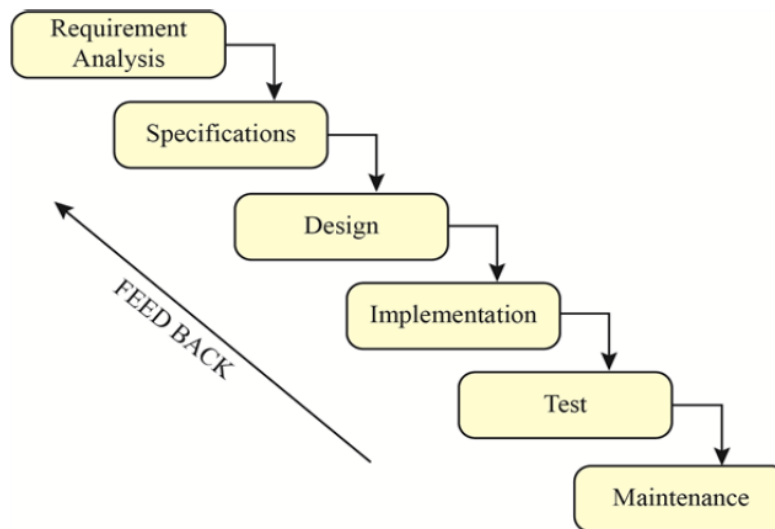 Requirement
Analysis
Specifications
Design
FEED BACK
Implementation
Test
Maintenance